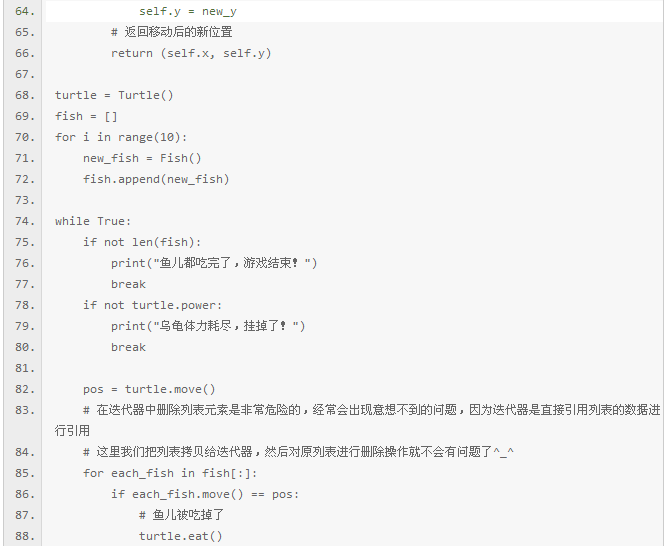 64.            self.y = new_y
65.        # 返回移动后的新位置
66.        return (self.x, self.y)
67.
68. turtle = Turtle()
69. fish = []
70. for i in range(10):
71.     new_fish = Fish()
72.     fish.append(new_fish)
73.
74. while True:
75.     if not len(fish):
76.         print("鱼儿都吃完了，游戏结束！")
77.         break
78.     if not turtle.power:
79.         print("乌龟体力耗尽，挂掉了！")
80.         break
81.
82.     pos = turtle.move()
83.     # 在迭代器中删除列表元素是非常危险的，经常会出现意想不到的问题，因为迭代器是直接引用列表的数据进
行引用
84.     # 这里我们把列表拷贝给迭代器，然后对原列表进行删除操作就不会有问题了^_^
85.     for each_fish in fish[:]:
86.         if each_fish.move() == pos:
87.             # 鱼儿被吃掉了
88.             turtle.eat()